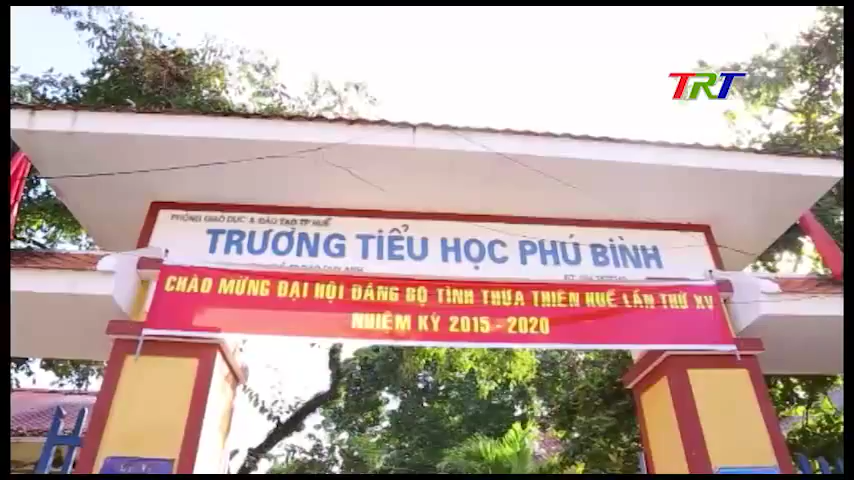 TRT
PHÒNG GIÁO DỤC & ĐÀO TẠO TP HUẾ
TRƯỜNG TIỂU HỌC PHÚ BÌNH
CHÀO MỪNG ĐẠI HỘI ĐẢNG BỘ TỈNH THỪA THIÊN HUẾ LẦN THỨ XV
NHIỆM KỲ 2015 - 2020